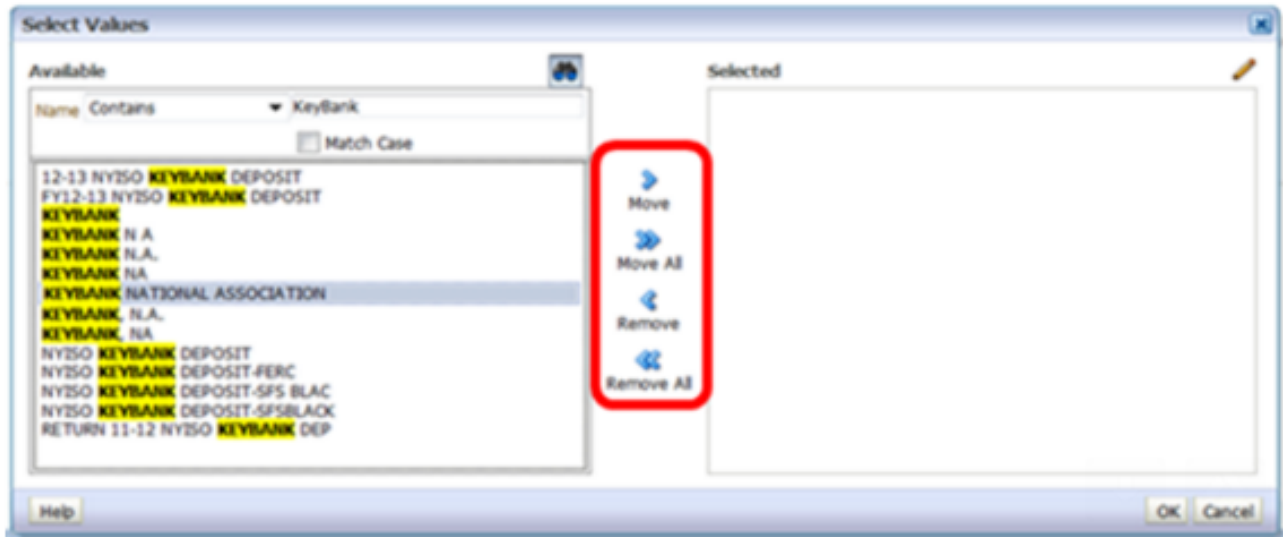 Select Values
Available
Selected
Name Contains KeyBank
Match Case
12-13 NYISO KEYBANK DEPOSIT
FY12-13 NYISO KEYBANK DEPOSIT
KEYBANK
KEYBANK N A
KEYBANK N.A.
KEYBANK NA
KEYBANK NATIONAL ASSOCIATION
KEYBANK, N.A.
KEYBANK, NA
NYISO KEYBANK DEPOSIT
NYISO KEYBANK DEPOSIT-FERC
NYISO KEYBANK DEPOSIT-SFS BLAC
NYISO KEYBANK DEPOSIT-SFSBLACK
RETURN 11-12 NYISO KEYBANK DEP
Move
Move All
Remove
Remove All
Help
OK Cancel